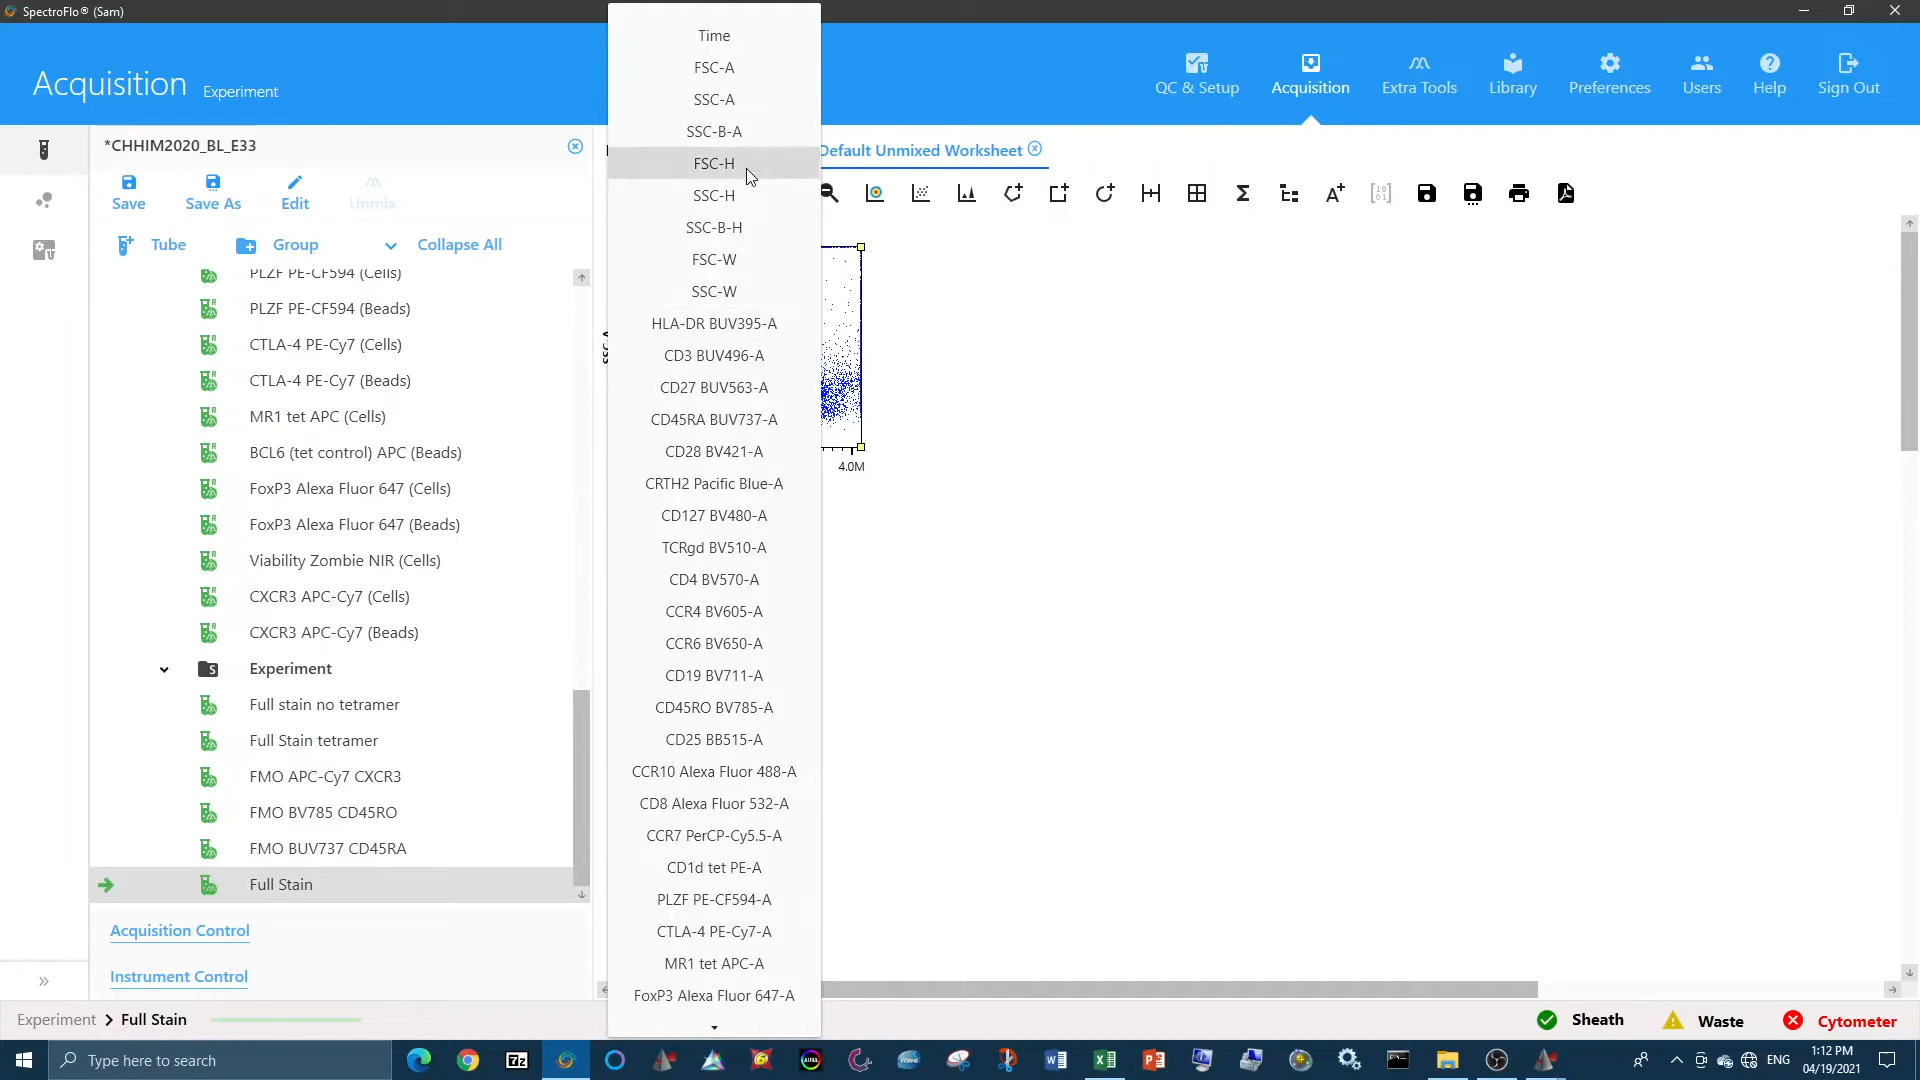 SpectroFlo® (Sam)
Acquisition Experiment
QC & Setup
Acquisition
Extra Tools
Library
Preferences
Users
Help
Sign Out
*CHHIM2020_BL_E33
Save
Save As
Edit
Unmix
Tube
Group
Collapse All
PLZF PE-CF594 (Cells)
PLZF PE-CF594 (Beads)
CTLA-4 PE-Cy7 (Cells)
CTLA-4 PE-Cy7 (Beads)
MR1 tet APC (Cells)
BCL6 (tet control) APC (Beads)
FoxP3 Alexa Fluor 647 (Cells)
FoxP3 Alexa Fluor 647 (Beads)
Viability Zombie NIR (Cells)
CXCR3 APC-Cy7 (Cells)
CXCR3 APC-Cy7 (Beads)
Experiment
Full stain no tetramer
Full Stain tetramer
FMO APC-Cy7 CXCR3
FMO BV785 CD45RO
FMO BUV737 CD45RA
Full Stain
Acquisition Control
Instrument Control
Time
FSC-A
SSC-A
SSC-B-A
FSC-H
SSC-H
SSC-B-H
FSC-W
SSC-W
HLA-DR BUV395-A
CD3 BUV496-A
CD27 BUV563-A
CD45RA BUV737-A
CD28 BV421-A
CRTH2 Pacific Blue-A
CD127 BV480-A
TCRgd BV510-A
CD4 BV570-A
CCR4 BV605-A
CCR6 BV650-A
CD19 BV711-A
CD45RO BV785-A
CD25 BB515-A
CCR10 Alexa Fluor 488-A
CD8 Alexa Fluor 532-A
CCR7 PerCP-Cy5.5-A
CD1d tet PE-A
PLZF PE-CF594-A
CTLA-4 PE-Cy7-A
MR1 tet APC-A
FoxP3 Alexa Fluor 647-A
Default Unmixed Worksheet
4.0M
Experiment > Full Stain
Sheath
Waste
Cytometer
Type here to search
ENG
1:12 PM
04/19/2021